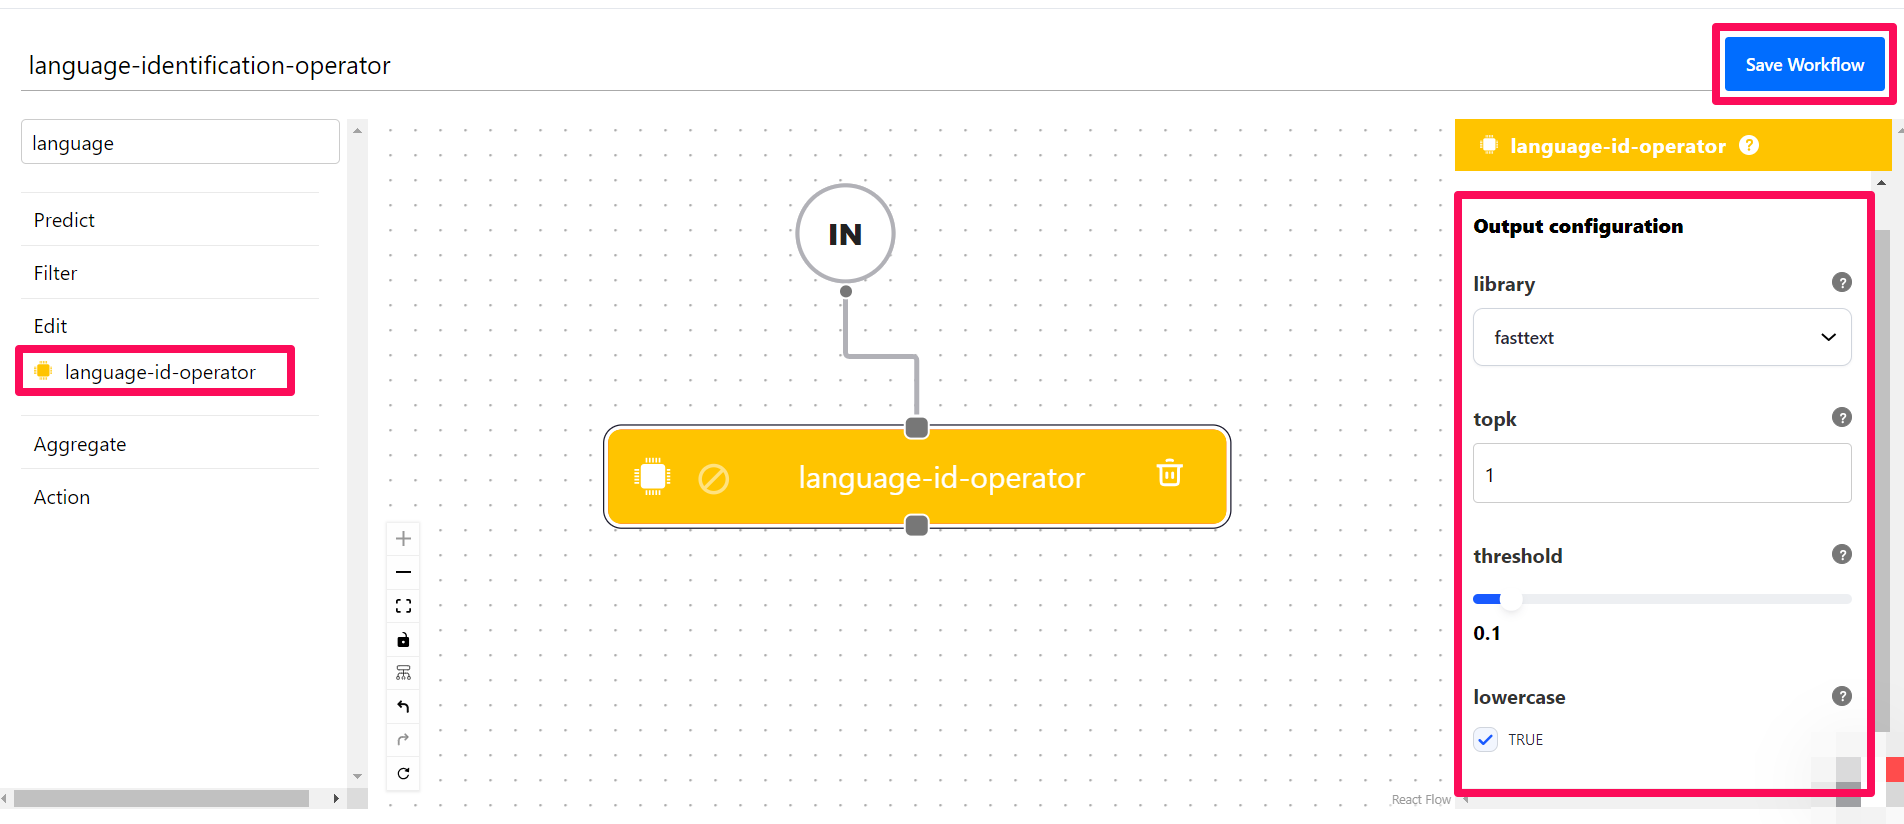 language-identification-operator
Save Workflow
language
Predict
Filter
Edit
language-id-operator
Aggregate
Action
IN
language-id-operator
React Flow
language-id-operator ?
Output configuration
library ?
fasttext
topk ?
1
threshold ?
0.1
lowercase ?
TRUE